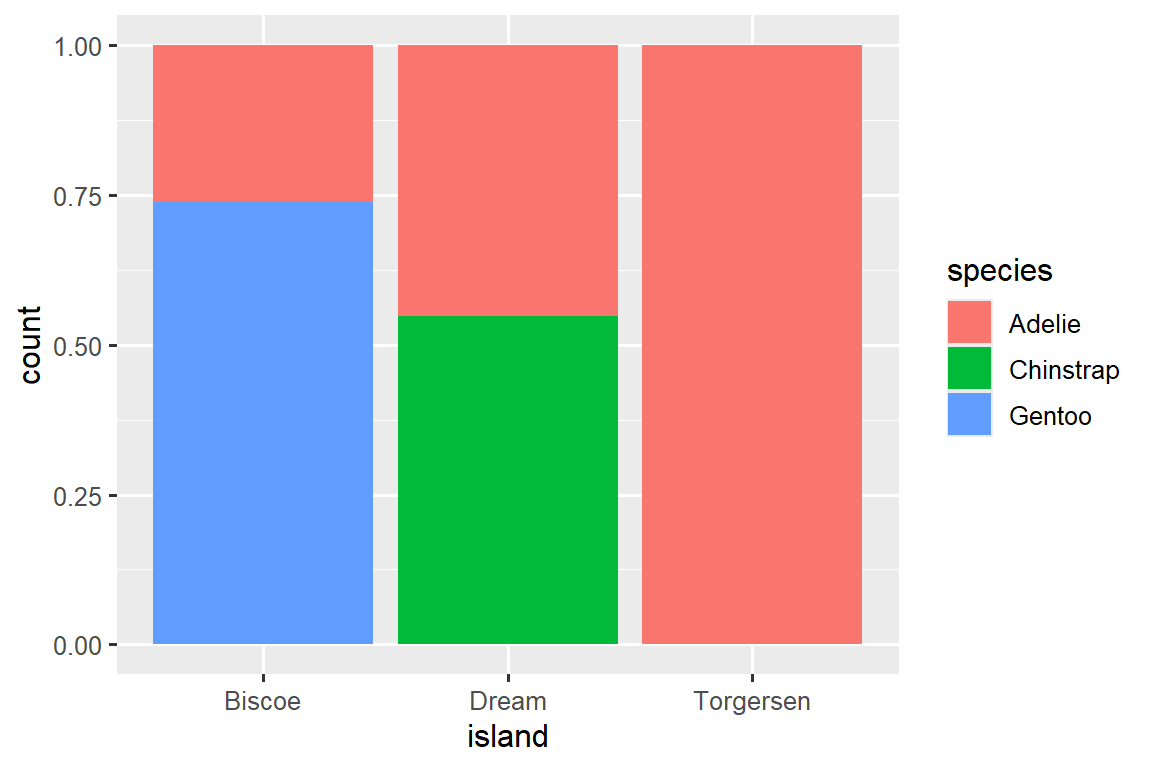 1.00
0.75
0.50
0.25
0.00
count
Biscoe
Dream
Torgersen
island
species
Adelie
Chinstrap
Gentoo